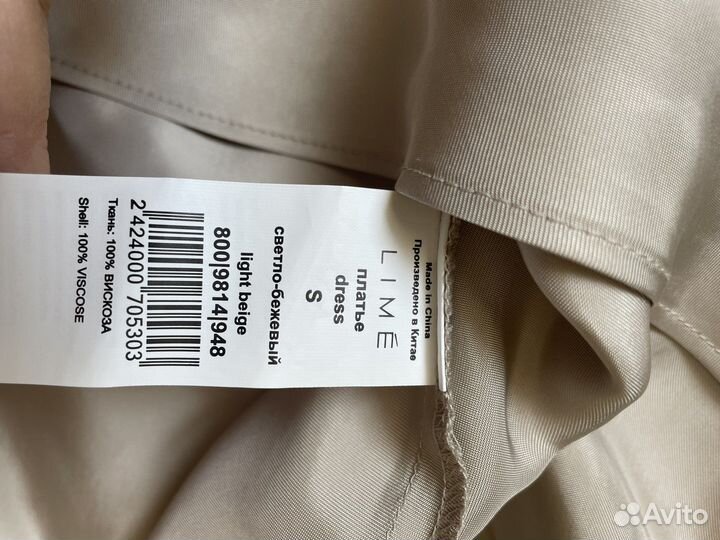 Made In China
Произведено в Китае
LIMÉ
платье
dress
S
светло-бежевый
light beige
800|9814|948
2 424000 705303
Ткань: 100% ВИСКОЗА
Shell: 100% VISCOSE
Avito